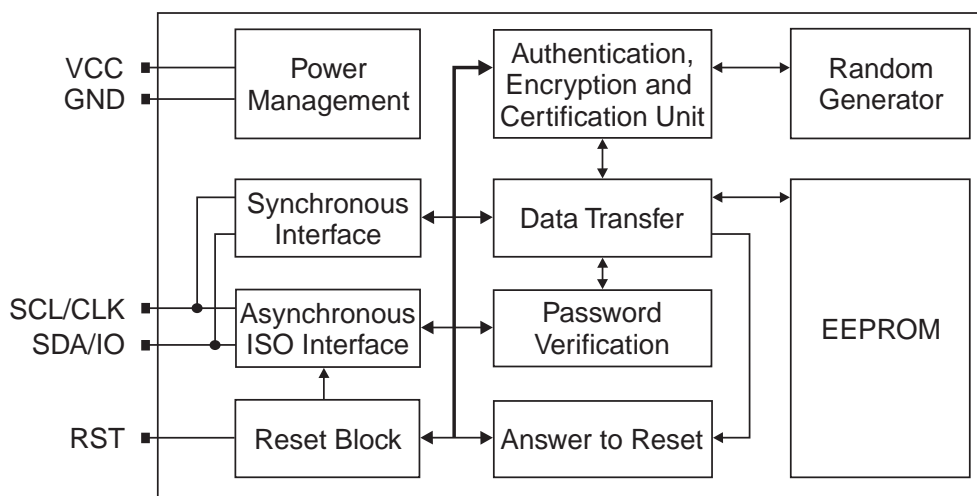 VCC
GND
Power
Management
Authentication,
Encryption and
Certification Unit
Random
Generator
Synchronous
Interface
Data Transfer
EEPROM
SCL/CLK
SDA/IO
Asynchronous
ISO Interface
Password
Verification
RST
Reset Block
Answer to Reset